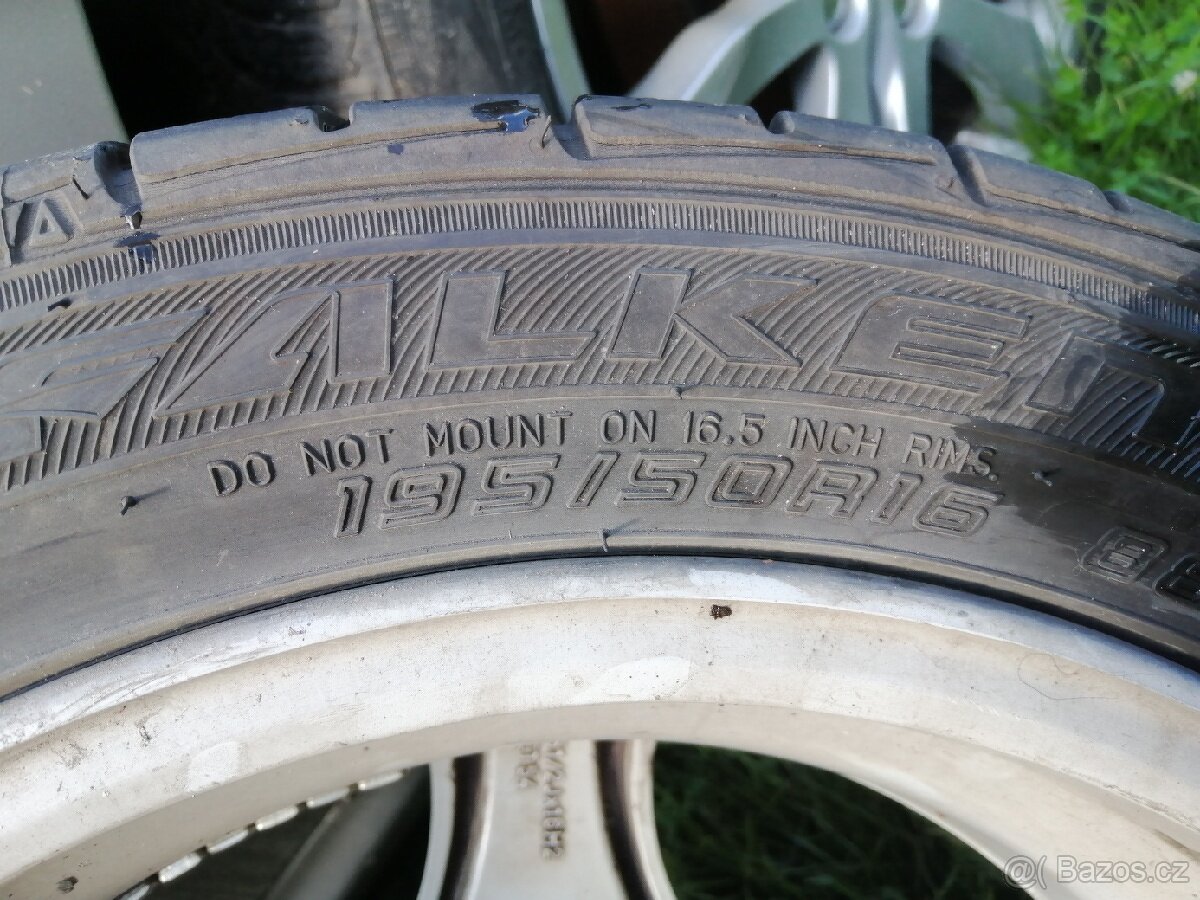 FALKEN
DO NOT MOUNT ON 16.5 INCH RIMS.
195/50R16
Bazos.cz